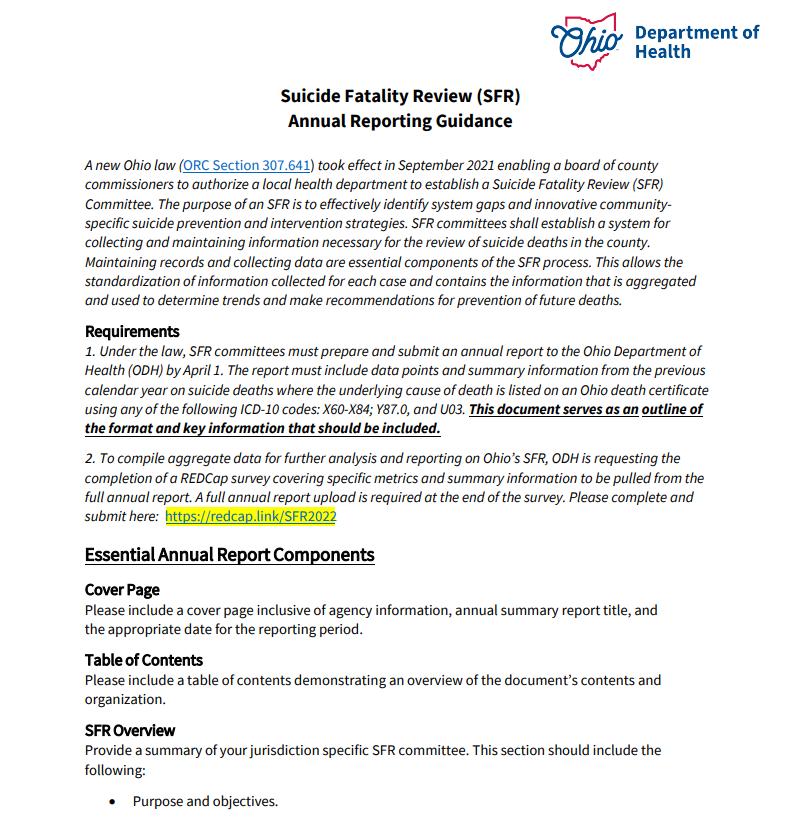 Ohio
Department of
Health
Suicide Fatality Review (SFR)
Annual Reporting Guidance
A new Ohio law (ORC Section 307.641) took effect in September 2021 enabling a board of county
commissioners to authorize a local health department to establish a Suicide Fatality Review (SFR)
Committee. The purpose of an SFR is to effectively identify system gaps and innovative community-
specific suicide prevention and intervention strategies. SFR committees shall establish a system for
collecting and maintaining information necessary for the review of suicide deaths in the county.
Maintaining records and collecting data are essential components of the SFR process. This allows the
standardization of information collected for each case and contains the information that is aggregated
and used to determine trends and make recommendations for prevention of future deaths.
Requirements
1. Under the law, SFR committees must prepare and submit an annual report to the Ohio Department of
Health (ODH) by April 1. The report must include data points and summary information from the previous
calendar year on suicide deaths where the underlying cause of death is listed on an Ohio death certificate
using any of the following ICD-10 codes: X60-X84; Y87.0, and U03. This document serves as an outline of
the format and key information that should be included.
2. To compile aggregate data for further analysis and reporting on Ohio's SFR, ODH is requesting the
completion of a REDCap survey covering specific metrics and summary information to be pulled from the
full annual report. A full annual report upload is required at the end of the survey. Please complete and
submit here: https://redcap.link/SFR2022
Essential Annual Report Components
Cover Page
Please include a cover page inclusive of agency information, annual summary report title, and
the appropriate date for the reporting period.
Table of Contents
Please include a table of contents demonstrating an overview of the document's contents and
organization.
SFR Overview
Provide a summary of your jurisdiction specific SFR committee. This section should include the
following:
• Purpose and objectives.